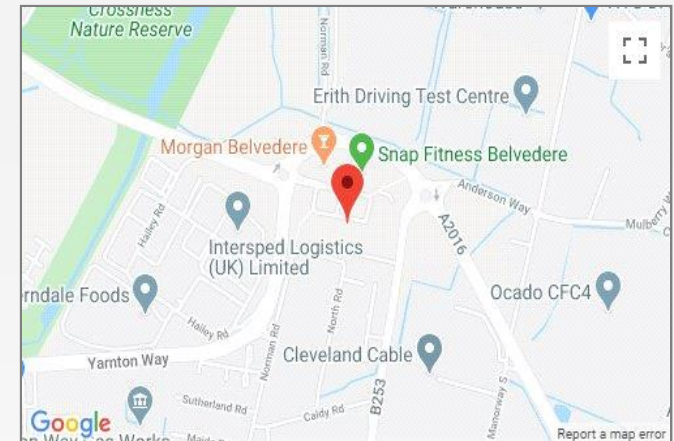 Crossness
Nature Reserve
Norman Rd
Erith Driving Test Centre
Morgan Belvedere
Snap Fitness Belvedere
Anderson Way
Mulberry W
Hailey Rd
A2016
Intersped Logistics
(UK) Limited
rndale Foods
Ocado CFC4
Hailey Rd
North Rd
Norman Rd
Cleveland Cable
Yarnton Way
B253
Manorway S
Sutherland Rd
Caldy Rd
Google
Report a map error